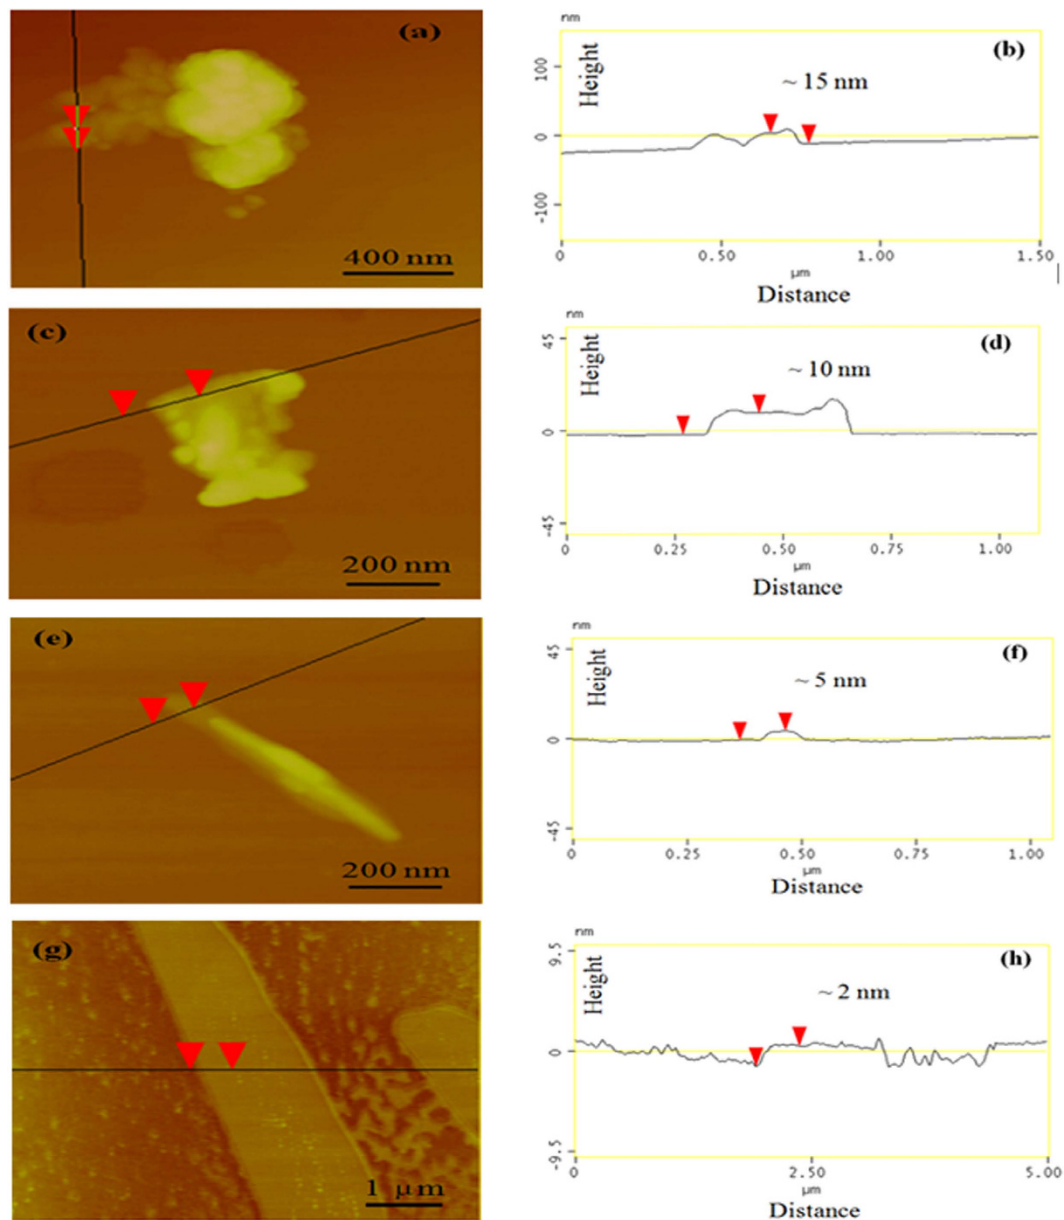 (a)
400 nm
nm
Height
(b)
~ 15 nm
100
0
-100
0
0.50
1.00
1.50
µm
Distance
(c)
200 nm
nm
Height
(d)
~ 10 nm
45
0
-45
0
0.25
0.50
0.75
1.00
µm
Distance
(e)
200 nm
nm
Height
(f)
~ 5 nm
45
0
-45
0
0.25
0.50
0.75
1.00
µm
Distance
(g)
1 µm
nm
Height
(h)
~ 2 nm
9.5
0
-9.5
0
2.50
5.00
µm
Distance